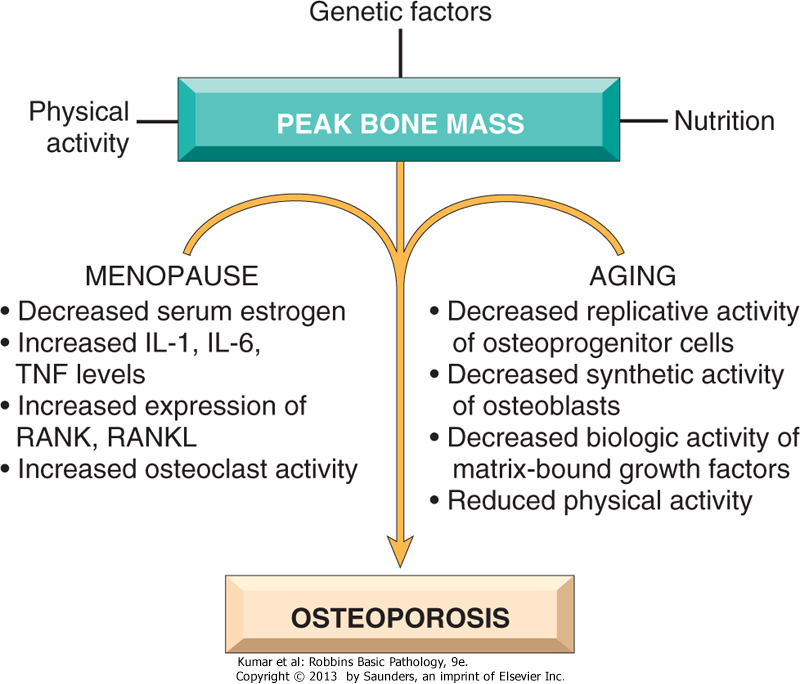 Genetic factors
Physical
activity
PEAK BONE MASS
Nutrition
MENOPAUSE
• Decreased serum estrogen
• Increased IL-1, IL-6,
TNF levels
• Increased expression of
RANK, RANKL
• Increased osteoclast activity
AGING
• Decreased replicative activity
of osteoprogenitor cells
• Decreased synthetic activity
of osteoblasts
• Decreased biologic activity of
matrix-bound growth factors
• Reduced physical activity
OSTEOPOROSIS
Kumar et al: Robbins Basic Pathology, 9e.
Copyright © 2013 by Saunders, an imprint of Elsevier Inc.